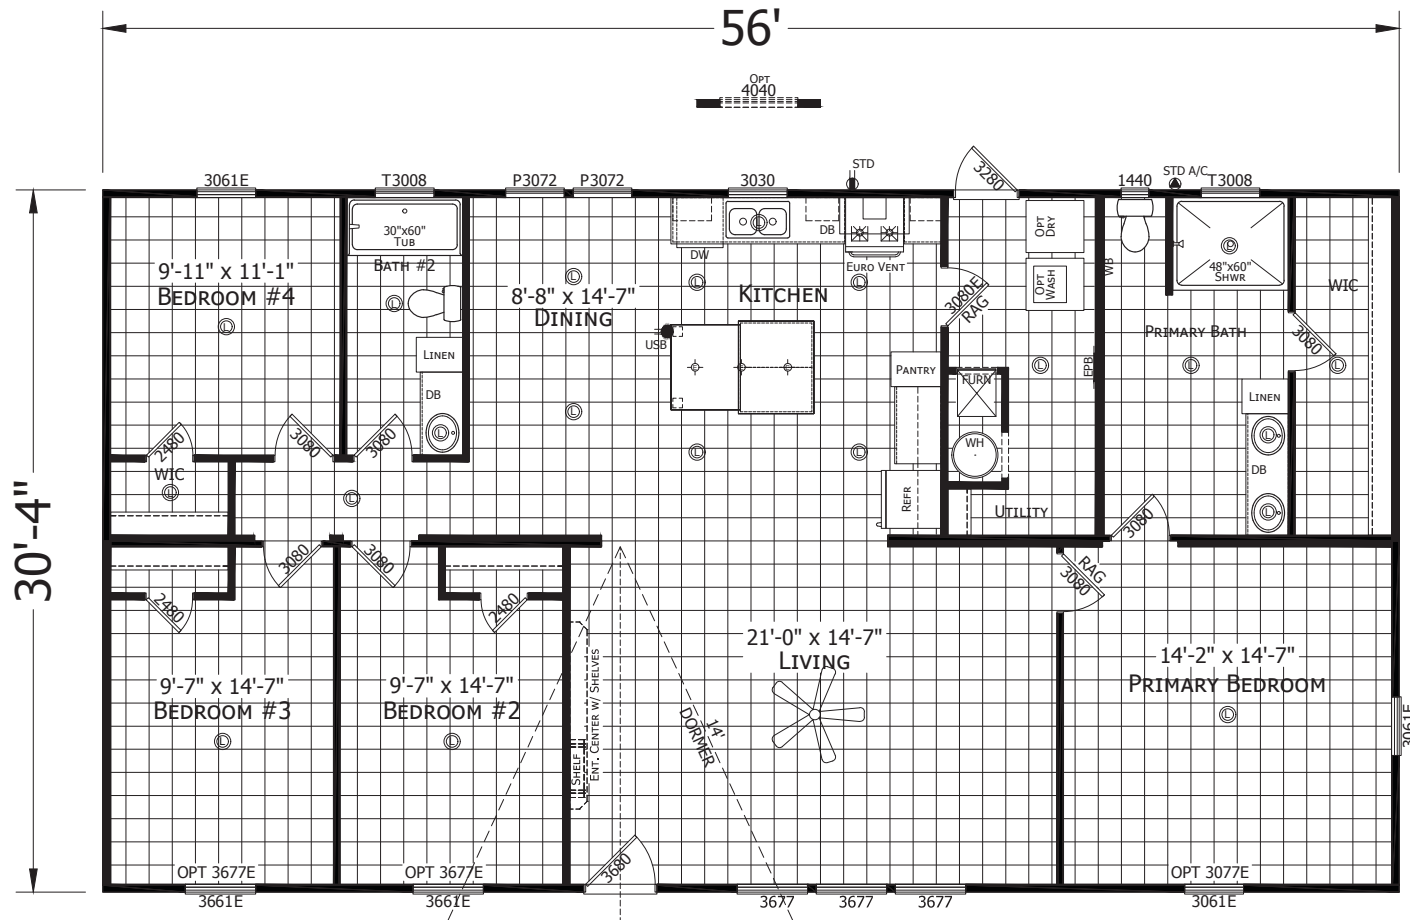 56'
OPT
4040
30'-4"
3061E
T3008
P3072
P3072
3030
STD
3280
1440
STD A/C
T3008
30"x60"
TUB
BATH #2
9'-11" x 11'-1"
BEDROOM #4
LINEN
DB
8'-8" x 14'-7"
DINING
DW
DB
EURO VENT
KITCHEN
USB
PANTRY
REFR
3080E
RAG
OPT DRY
OPT WASH
FURN
WH
UTILITY
EPB
WB
48"x60"
SHWR
PRIMARY BATH
3080
WIC
LINEN
DB
2480
3080
3080
WIC
3080
3080
3080
2480
2480
RAG
3080
9'-7" x 14'-7"
BEDROOM #3
9'-7" x 14'-7"
BEDROOM #2
SHELF
ENT. CENTER W/ SHELVES
14'
DORMER
21'-0" x 14'-7"
LIVING
14'-2" x 14'-7"
PRIMARY BEDROOM
3061E
OPT 3677E
3661E
OPT 3677E
3661E
3680
3677
3677
3677
OPT 3077E
3061E